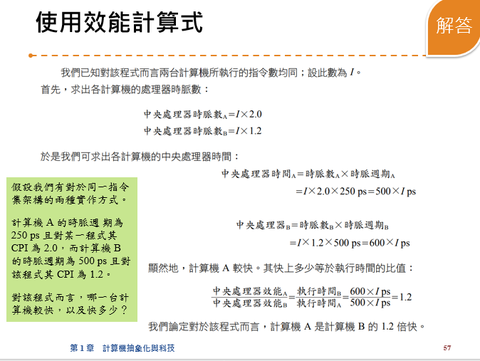 使用效能計算式
解答
我們已知對該程式而言兩台計算機所執行的指令數均同；設此數為 I。
首先，求出各計算機的處理器時脈數：
中央處理器時脈數A＝I×2.0
中央處理器時脈數B＝I×1.2
於是我們可求出各計算機的中央處理器時間：
中央處理器時間A＝時脈數A×時脈週期A
＝I×2.0×250 ps＝500×I ps
中央處理器B＝時脈數B×時脈週期B
＝I×1.2×500 ps＝600×I ps
假設我們有對於同一指令
集架構的兩種實作方式。
計算機 A 的時脈週期為
250 ps 且對某一程式其
CPI 為 2.0，而計算機 B
的時脈週期為 500 ps 且對
該程式其 CPI 為 1.2。
對該程式而言，哪一台計
算機較快，以及快多少？
顯然地，計算機 A 較快。其快上多少等於執行時間的比值：
中央處理器效能A／中央處理器效能B＝執行時間B／執行時間A＝600×I ps／500×I ps＝1.2
我們論定對於該程式而言，計算機 A 是計算機 B 的 1.2 倍快。
第 1 章 計算機抽象化與科技
57